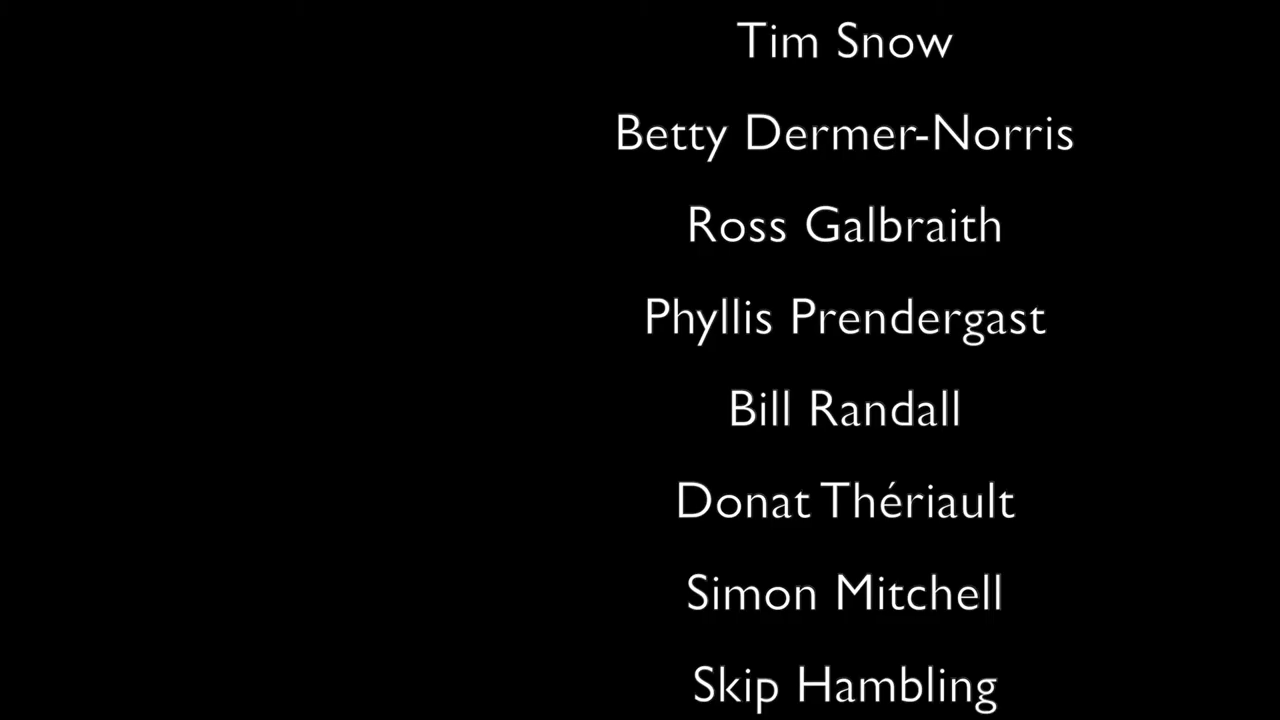 Tim Snow
Betty Dermer-Norris
Ross Galbraith
Phyllis Prendergast
Bill Randall
Donat Thériault
Simon Mitchell
Skip Hambling